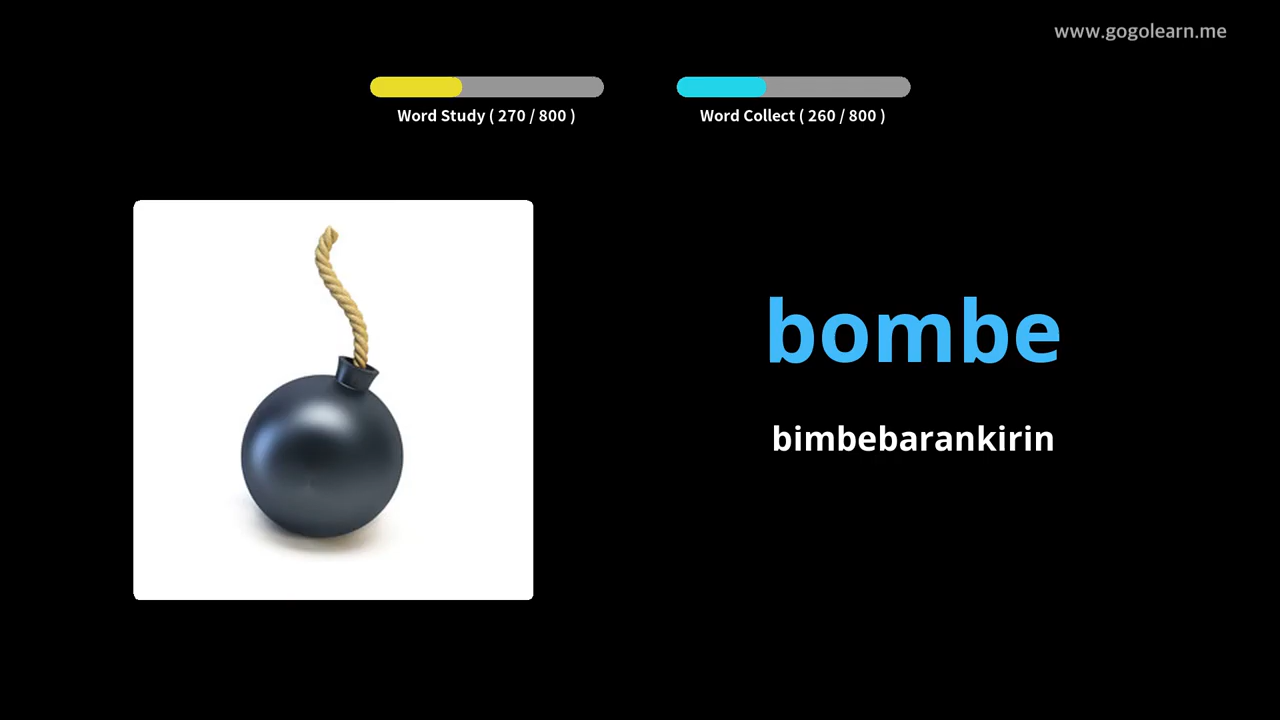 www.gogolearn.me
Word Study ( 270 / 800 )
Word Collect ( 260 / 800 )
bombe
bimbebarankirin